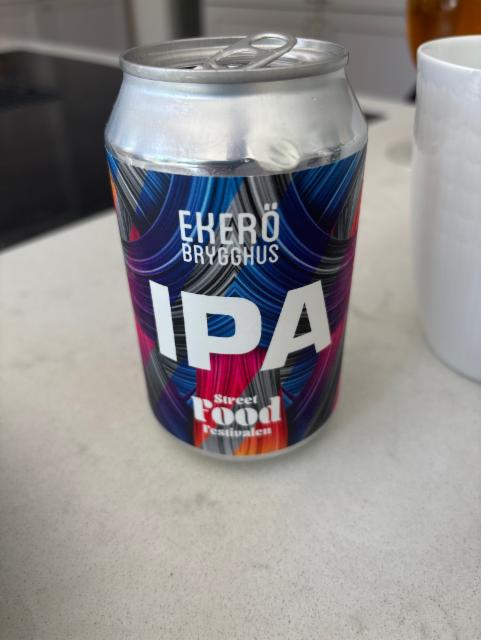 EKERÖ
BRYGGHUS
IPA
Street
Food
Festivalen